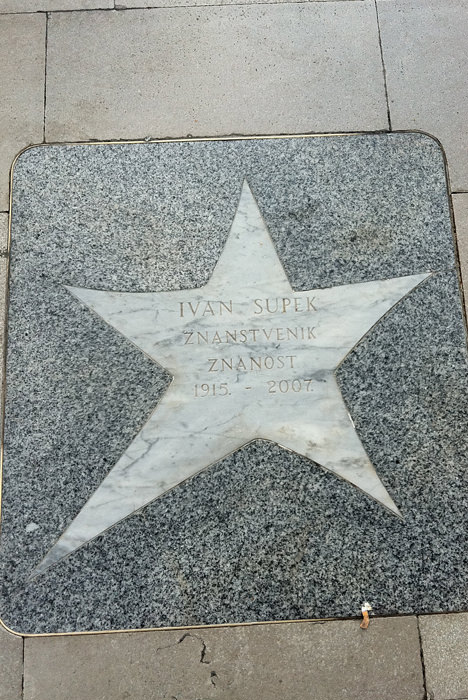 IVAN SUPEK
ZNANSTVENIK
ZNANOST
1915. - 2007.